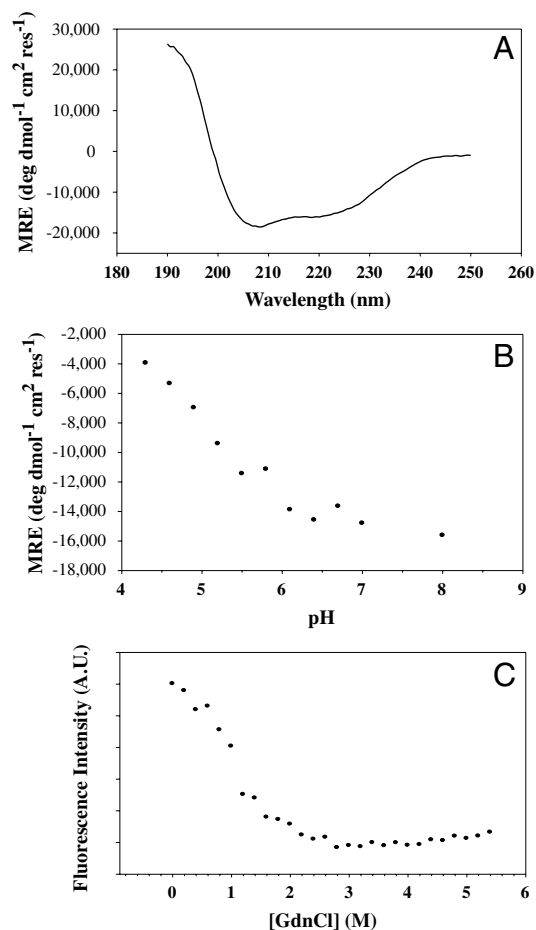 A
30,000
20,000
10,000
0
-10,000
-20,000
MRE (deg dmol⁻¹ cm² res⁻¹)
180 190 200 210 220 230 240 250 260
Wavelength (nm)
B
-2,000
-4,000
-6,000
-8,000
-10,000
-12,000
-14,000
-16,000
-18,000
MRE (deg dmol⁻¹ cm² res⁻¹)
4 5 6 7 8 9
pH
C
Fluorescence Intensity (A.U.)
0 1 2 3 4 5 6
[GdnCl] (M)